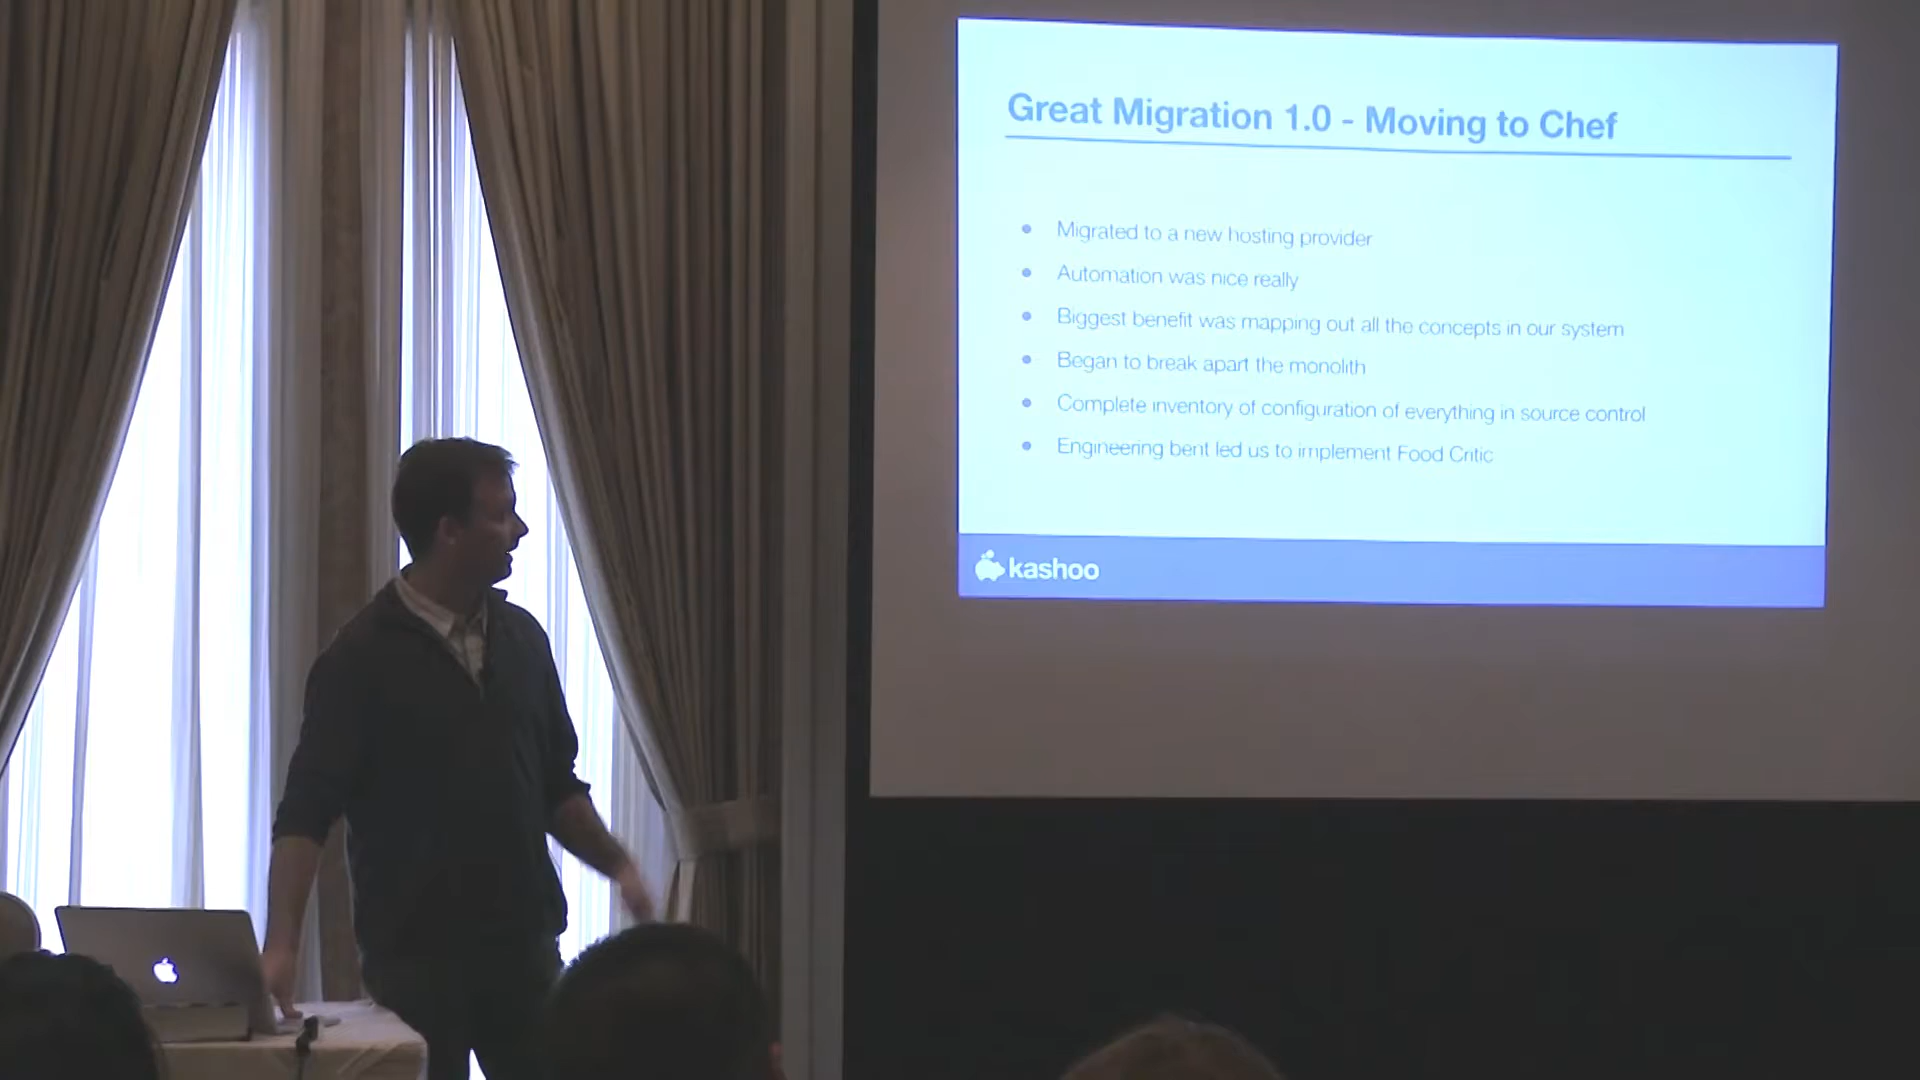 Great Migration 1.0 - Moving to Chef
Migrated to a new hosting provider
Automation was nice really
Biggest benefit was mapping out all the concepts in our system
Began to break apart the monolith
Complete inventory of configuration of everything in source control
Engineering bent led us to implement Food Critic
kashoo